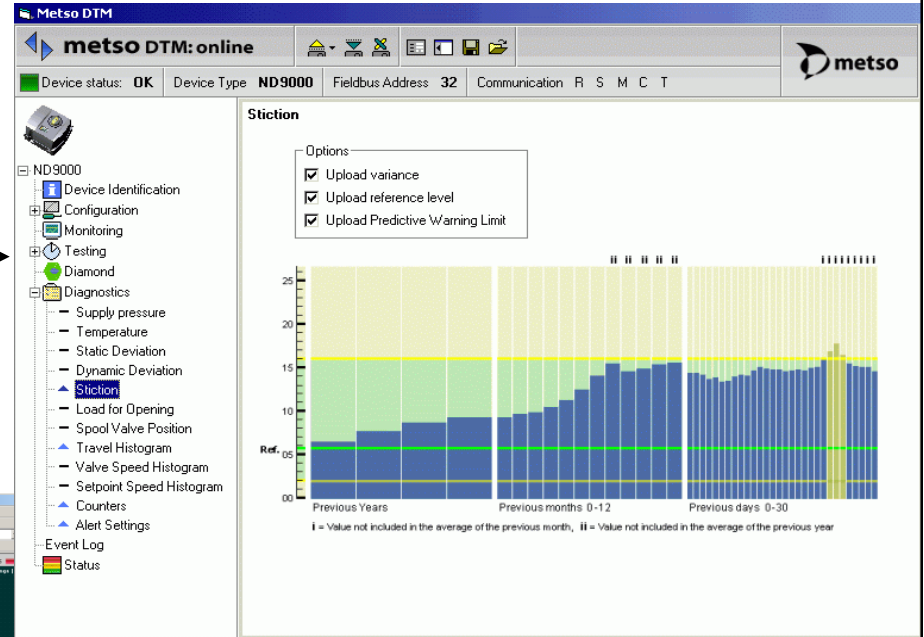 Metso DTM
metso DTM: online
metso
Device status: OK Device Type ND9000 Fieldbus Address 32 Communication R S M C T
Stiction
Options
Upload variance
Upload reference level
Upload Predictive Warning Limit
ND9000
Device Identification
Configuration
Monitoring
Testing
Diamond
Diagnostics
Supply pressure
Temperature
Static Deviation
Dynamic Deviation
Stiction
Load for Opening
Spool Valve Position
Travel Histogram
Valve Speed Histogram
Setpoint Speed Histogram
Counters
Alert Settings
Event Log
Status
ii ii ii ii ii
i i i i i i i i i
25
20
15
10
Ref. 05
00
Previous Years Previous months 0-12 Previous days 0-30
i = Value not included in the average of the previous month, ii = Value not included in the average of the previous year